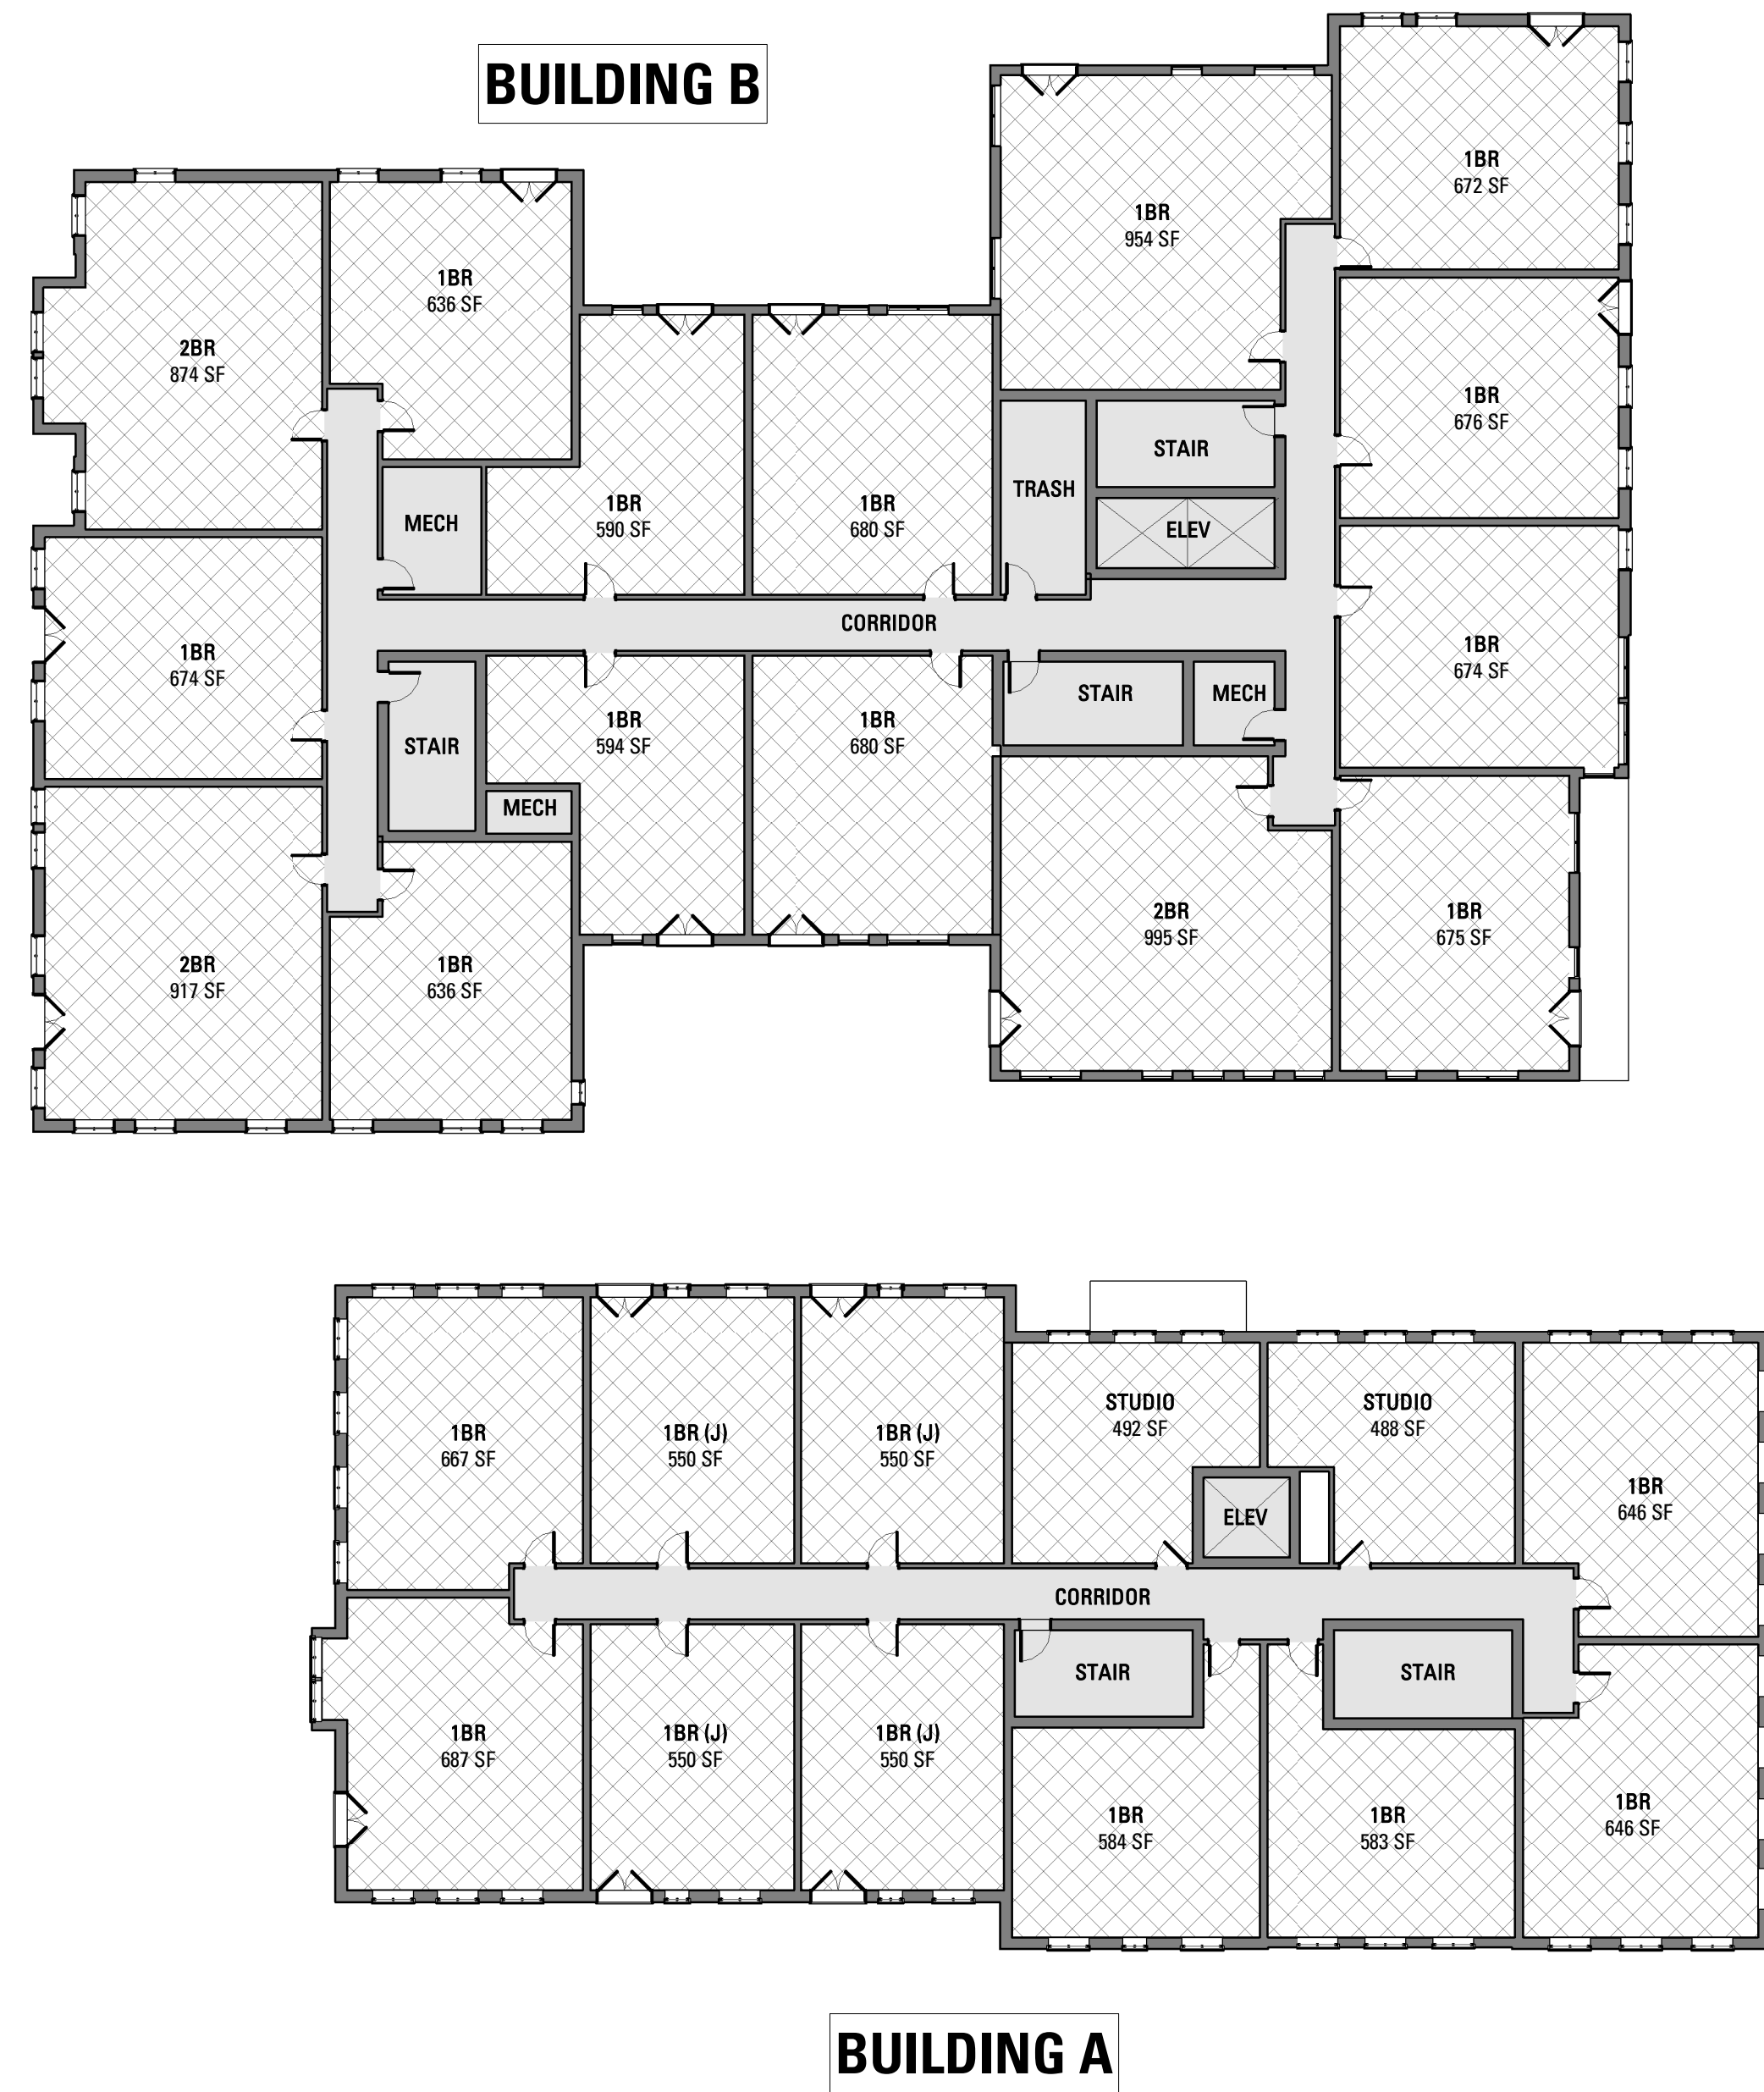 BUILDING B
1BR
672 SF
1BR
954 SF
1BR
636 SF
2BR
874 SF
1BR
676 SF
STAIR
TRASH
1BR
590 SF
1BR
680 SF
MECH
ELEV
CORRIDOR
1BR
674 SF
1BR
674 SF
STAIR
MECH
STAIR
1BR
594 SF
1BR
680 SF
MECH
2BR
995 SF
1BR
675 SF
2BR
917 SF
1BR
636 SF
STUDIO
492 SF
STUDIO
488 SF
1BR
667 SF
1BR (J)
550 SF
1BR (J)
550 SF
1BR
646 SF
ELEV
CORRIDOR
STAIR
STAIR
1BR
687 SF
1BR (J)
550 SF
1BR (J)
550 SF
1BR
584 SF
1BR
583 SF
1BR
646 SF
BUILDING A